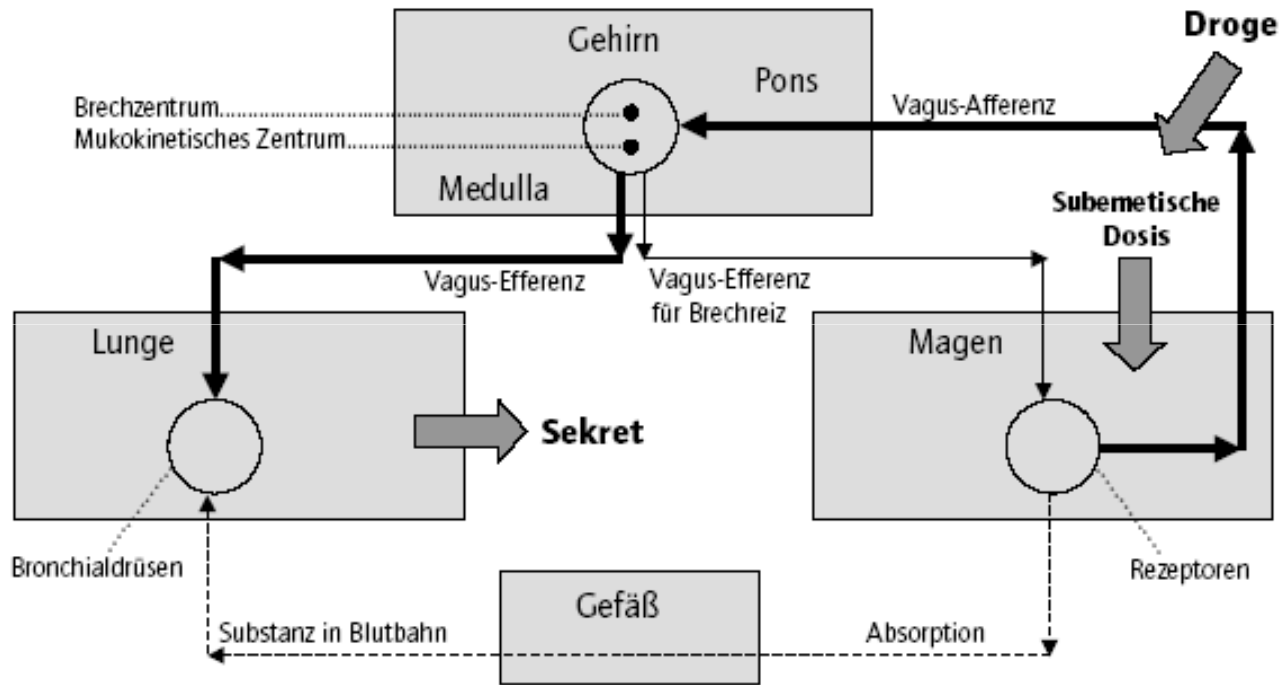 Gehirn
Droge
Pons
Brechzentrum
Vagus-Afferenz
Mukokinetisches Zentrum
Medulla
Subemetische
Dosis
Vagus-Efferenz
Vagus-Efferenz
für Brechreiz
Lunge
Magen
Sekret
Bronchialdrüsen
Rezeptoren
Gefäß
Substanz in Blutbahn
Absorption